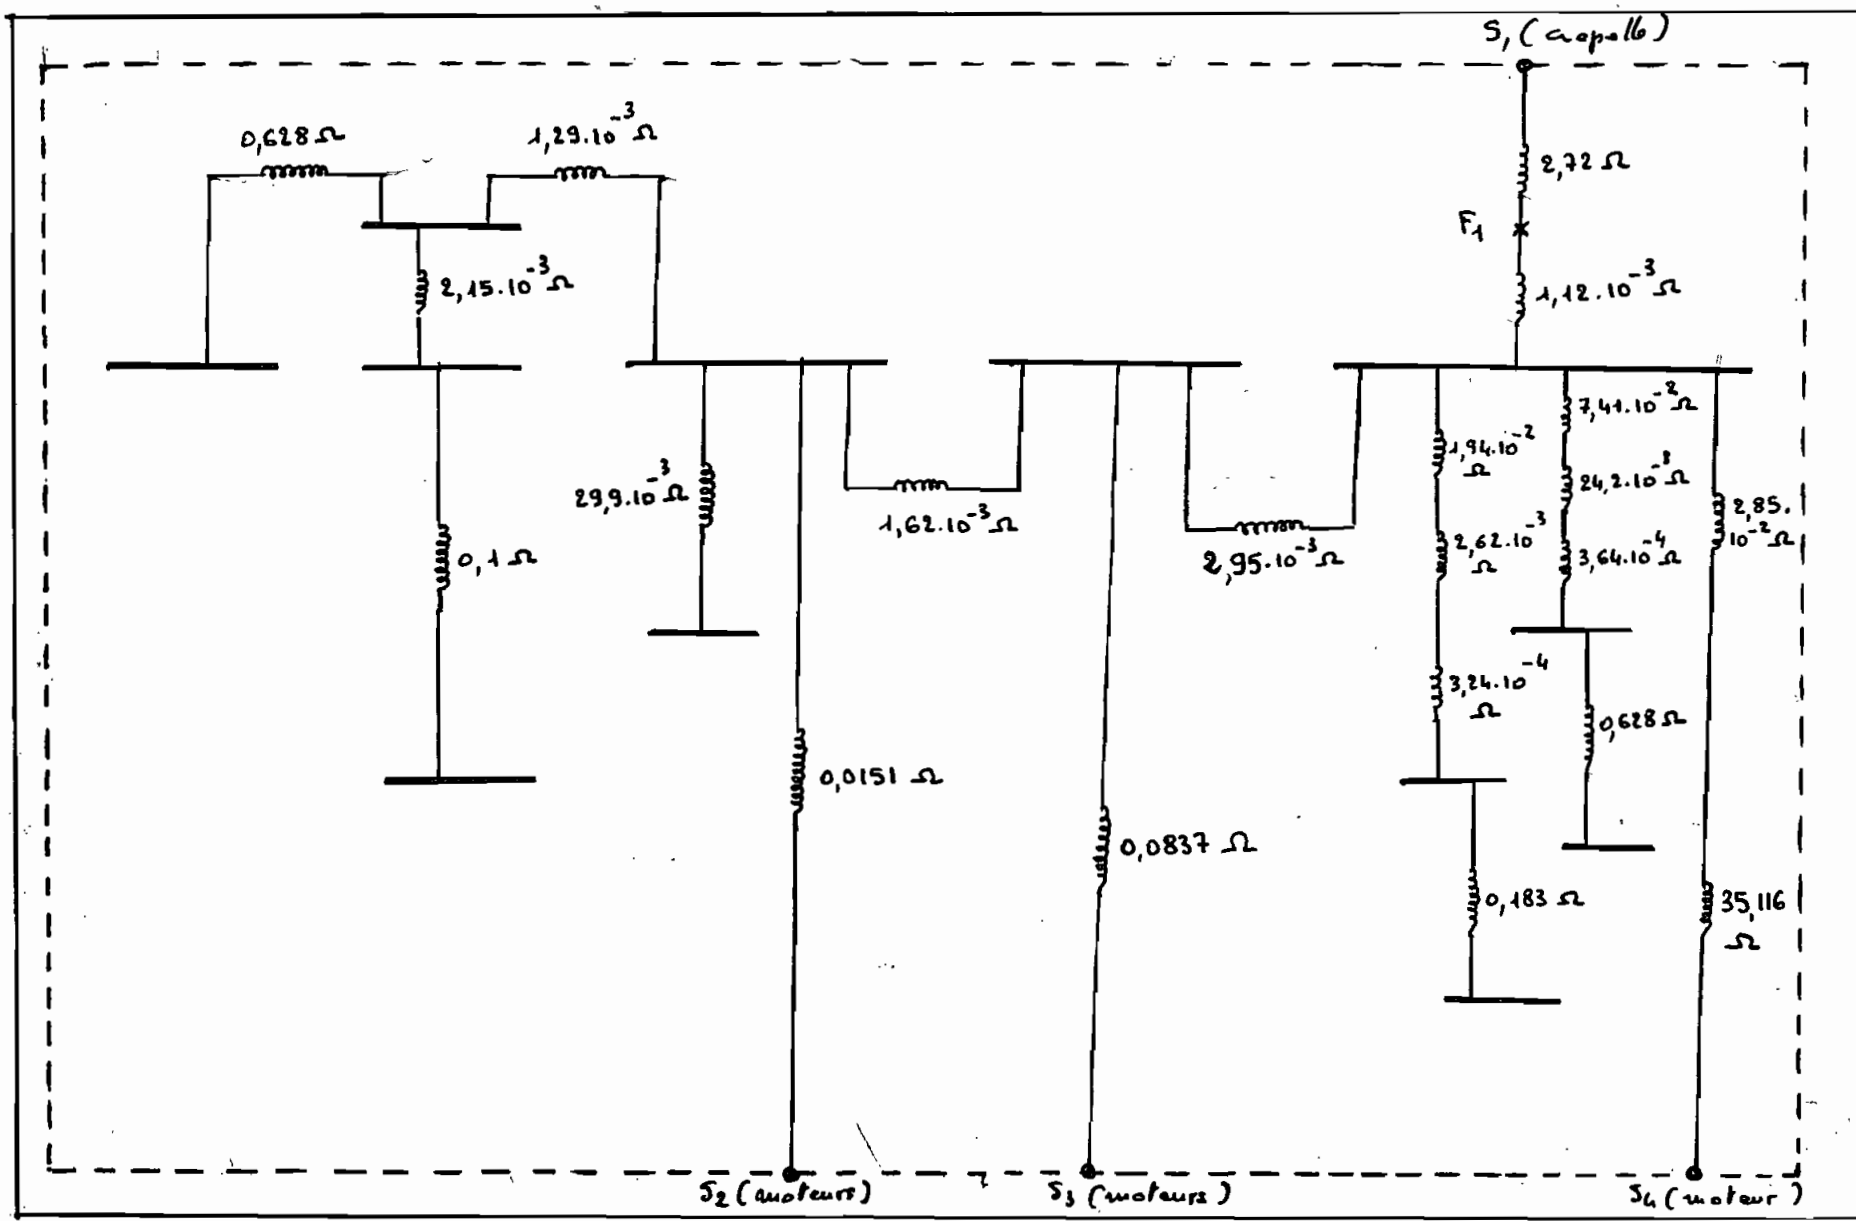 S₁ (
0,628 Ω
1,29.10⁻³ Ω
2,72 Ω
F₁
2,15.10⁻³ Ω
1,12.10⁻³ Ω
7,41.10⁻² Ω
1,94.10⁻²
Ω
29,9.10⁻³ Ω
24,2.10⁻³ Ω
2,85.
10⁻² Ω
1,62.10⁻³ Ω
0,1 Ω
2,95.10⁻³ Ω
2,62.10⁻³
Ω
3,64.10⁻⁴ Ω
3,24.10⁻⁴
Ω
0,628 Ω
0,0151 Ω
0,0837 Ω
0,183 Ω
35,116
Ω
S₂ (moteurs)
S₃ (moteurs)
S₄ (moteur)